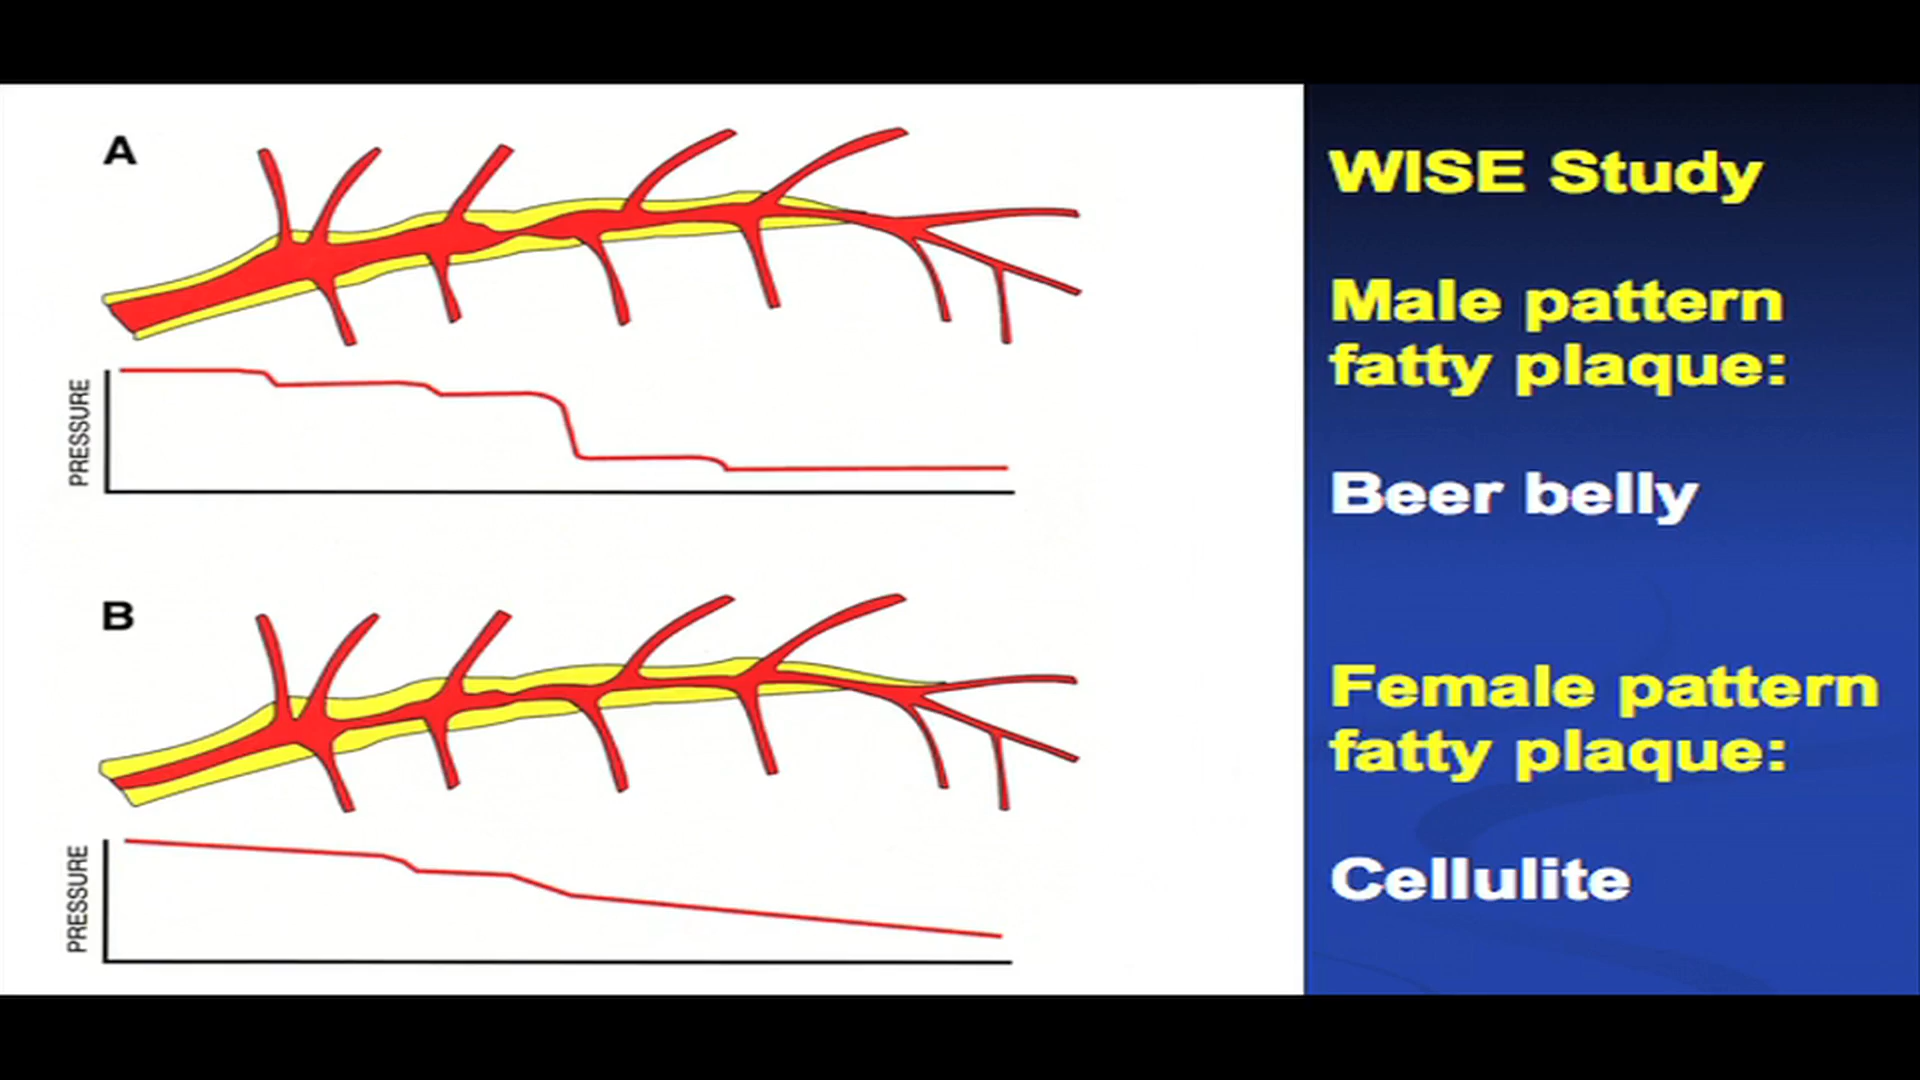 A
PRESSURE
B
PRESSURE
WISE Study
Male pattern
fatty plaque:
Beer belly
Female pattern
fatty plaque:
Cellulite